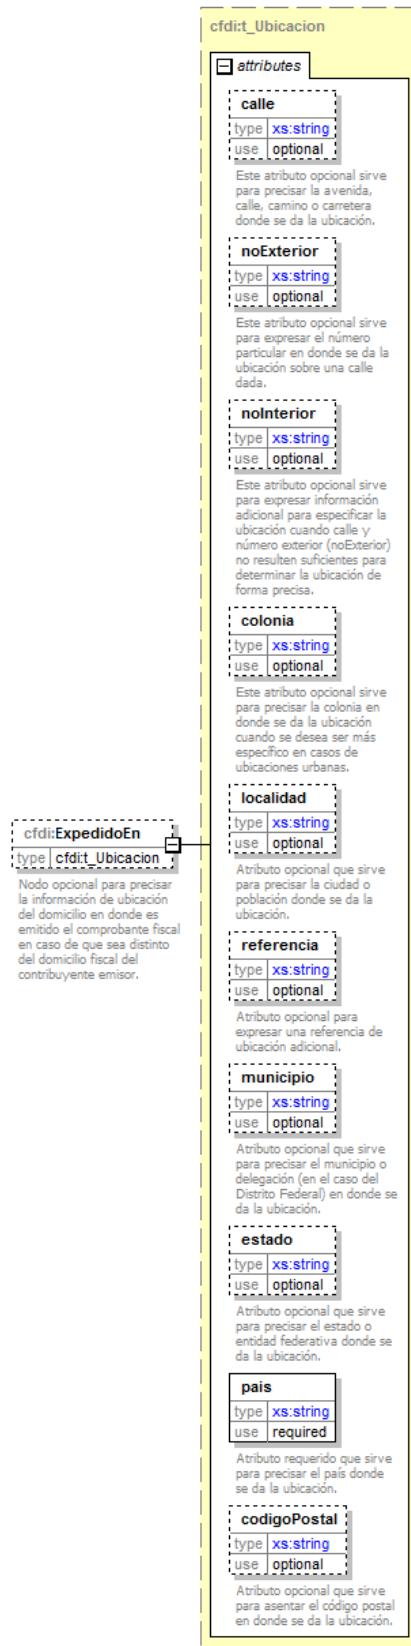 cfdi:t_Ubicacion
attributes
calle
type xs:string
use optional
Este atributo opcional sirve
para precisar la avenida,
calle, camino o carretera
donde se da la ubicación.
noExterior
type xs:string
use optional
Este atributo opcional sirve
para expresar el número
particular en donde se da la
ubicación sobre una calle
dada.
noInterior
type xs:string
use optional
Este atributo opcional sirve
para expresar información
adicional para especificar la
ubicación cuando calle y
número exterior (noExterior)
no resulten suficientes para
determinar la ubicación de
forma precisa.
colonia
type xs:string
use optional
Este atributo opcional sirve
para precisar la colonia en
donde se da la ubicación
cuando se desea ser más
específico en casos de
ubicaciones urbanas.
localidad
type xs:string
use optional
Atributo opcional que sirve
para precisar la ciudad o
población donde se da la
ubicación.
cfdi:ExpedidoEn
type cfdi:t_Ubicacion
Nodo opcional para precisar
la información de ubicación
del domicilio en donde es
emitido el comprobante fiscal
en caso de que sea distinto
del domicilio fiscal del
contribuyente emisor.
referencia
type xs:string
use optional
Atributo opcional para
expresar una referencia de
ubicación adicional.
municipio
type xs:string
use optional
Atributo opcional que sirve
para precisar el municipio o
delegación (en el caso del
Distrito Federal) en donde se
da la ubicación.
estado
type xs:string
use optional
Atributo opcional que sirve
para precisar el estado o
entidad federativa donde se
da la ubicación.
pais
type xs:string
use required
Atributo requerido que sirve
para precisar el país donde
se da la ubicación.
codigoPostal
type xs:string
use optional
Atributo opcional que sirve
para asentar el código postal
en donde se da la ubicación.